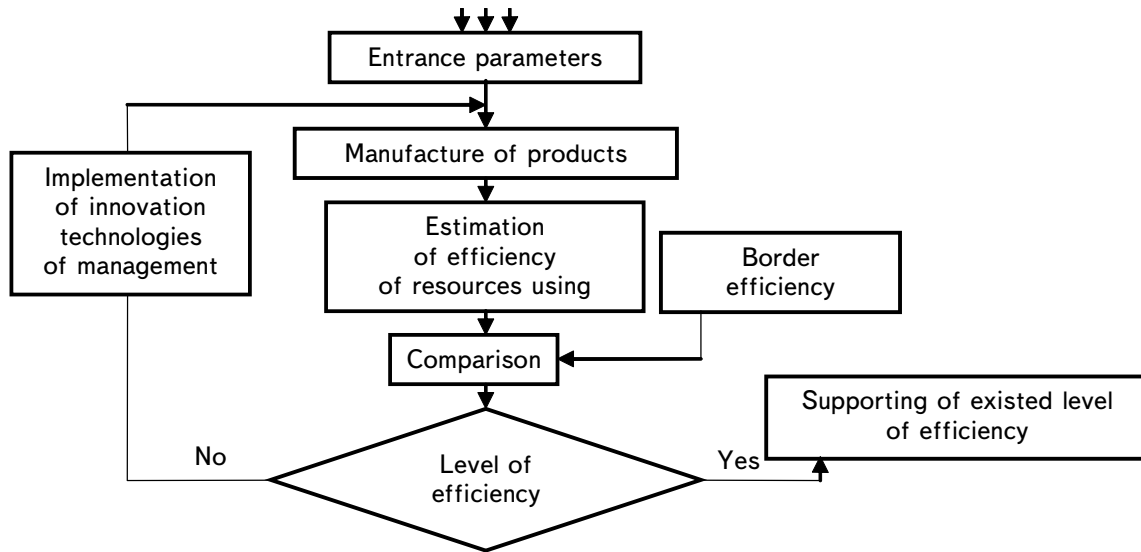 Entrance parameters
Manufacture of products
Implementation
of innovation
technologies
of management
Estimation
of efficiency
of resources using
Border
efficiency
Comparison
Supporting of existed level
of efficiency
No
Level of
efficiency
Yes